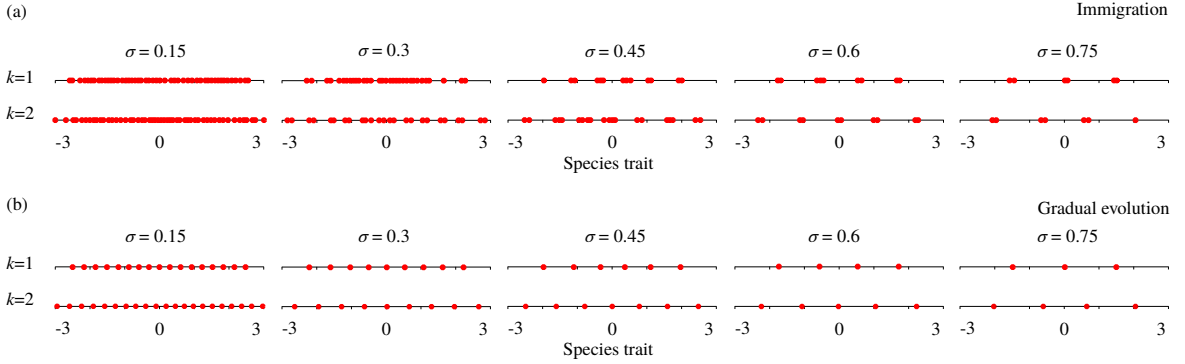 (a)
Immigration
σ = 0.15 σ = 0.3 σ = 0.45 σ = 0.6 σ = 0.75
k=1
k=2
-3 0 3 -3 0 3 -3 0 3 -3 0 3 -3 0 3
Species trait
(b)
Gradual evolution
σ = 0.15 σ = 0.3 σ = 0.45 σ = 0.6 σ = 0.75
k=1
k=2
-3 0 3 -3 0 3 -3 0 3 -3 0 3 -3 0 3
Species trait